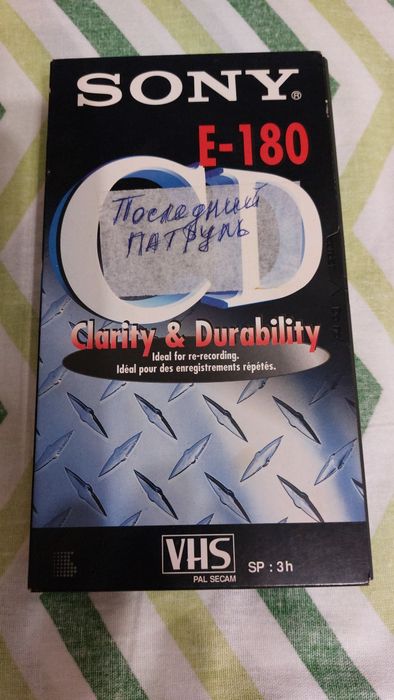 SONY®
E-180
CD
Последний
ПАТРУЛЬ
Clarity & Durability
Ideal for re-recording.
Idéal pour des enregistrements répétés.
VHS
PAL SECAM
SP : 3h